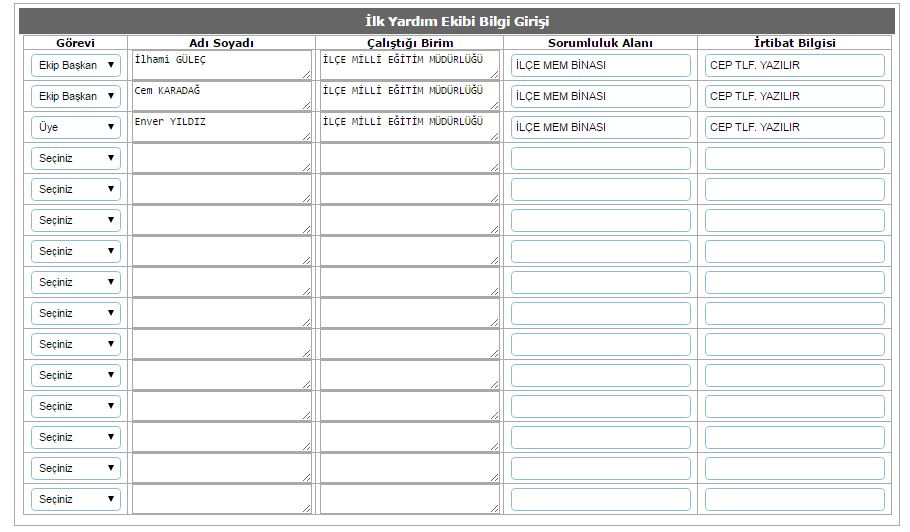 İlk Yardım Ekibi Bilgi Girişi
Görevi Adı Soyadı Çalıştığı Birim Sorumluluk Alanı İrtibat Bilgisi
Ekip Başkan İlhami GÜLEÇ İLÇE MİLLİ EĞİTİM MÜDÜRLÜĞÜ İLÇE MEM BİNASI CEP TLF. YAZILIR
Ekip Başkan Cem KARADAĞ İLÇE MİLLİ EĞİTİM MÜDÜRLÜĞÜ İLÇE MEM BİNASI CEP TLF. YAZILIR
Üye Enver YILDIZ İLÇE MİLLİ EĞİTİM MÜDÜRLÜĞÜ İLÇE MEM BİNASI CEP TLF. YAZILIR
Seçiniz
Seçiniz
Seçiniz
Seçiniz
Seçiniz
Seçiniz
Seçiniz
Seçiniz
Seçiniz
Seçiniz
Seçiniz
Seçiniz